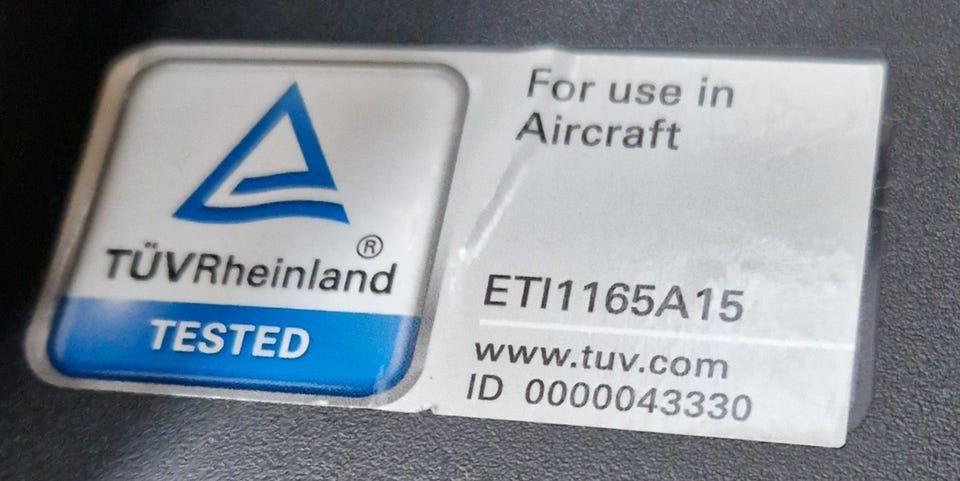 TÜVRheinland®
TESTED
For use in
Aircraft
ETI1165A15
www.tuv.com
ID 0000043330